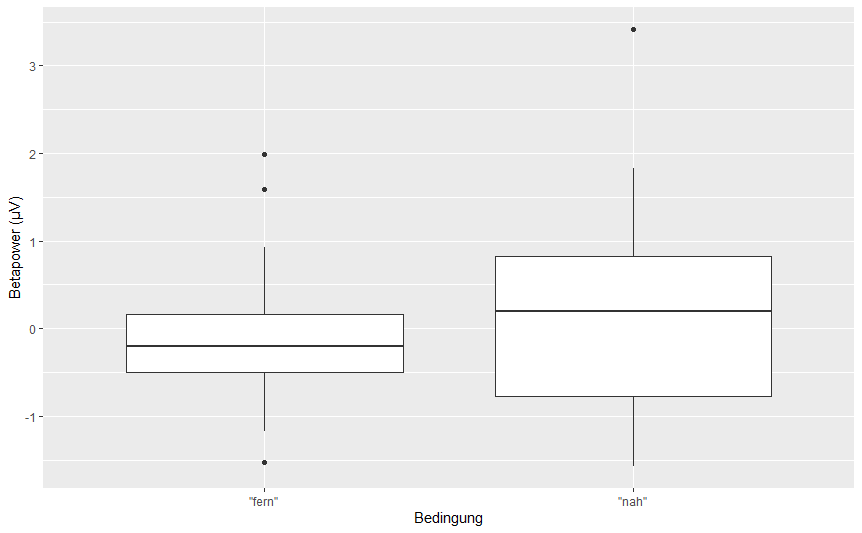 Betapower (µV)
3
2
1
0
-1
"fern"
"nah"
Bedingung